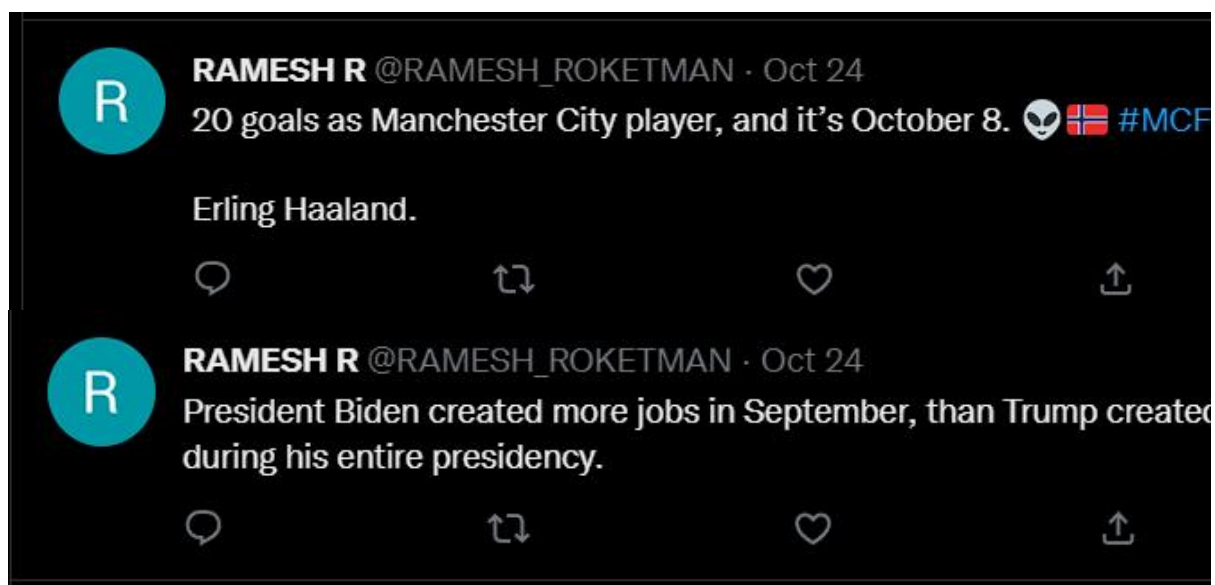 R
RAMESH R @RAMESH_ROKETMAN · Oct 24
20 goals as Manchester City player, and it’s October 8. 👽🇳🇴 #MCF
Erling Haaland.
R
RAMESH R @RAMESH_ROKETMAN · Oct 24
President Biden created more jobs in September, than Trump created
during his entire presidency.